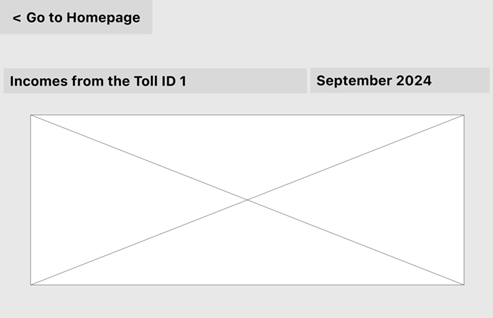 < Go to Homepage
Incomes from the Toll ID 1
September 2024